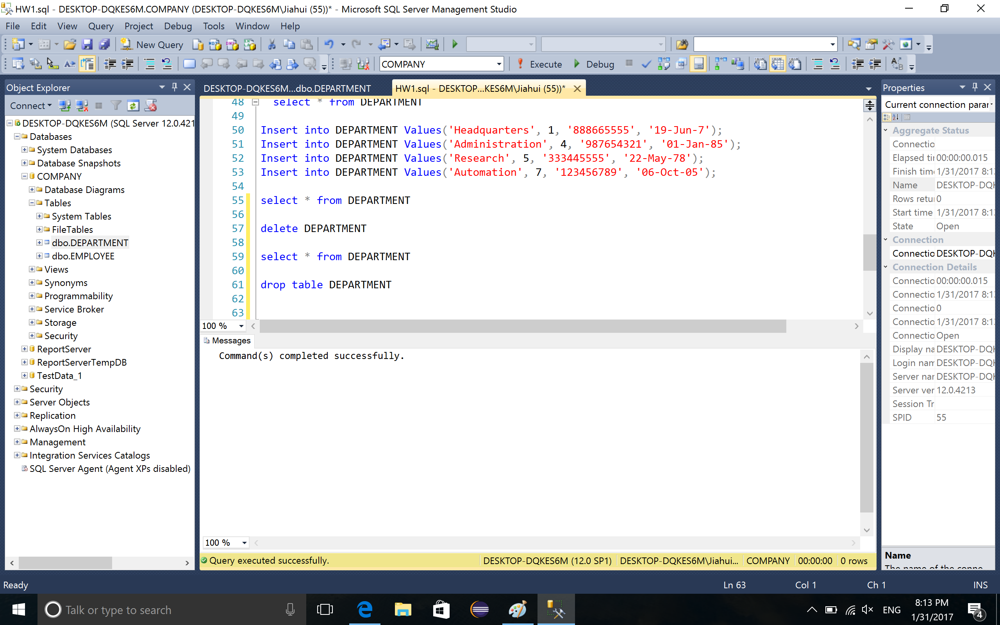 HW1.sql - DESKTOP-DQKES6M.COMPANY (DESKTOP-DQKES6M\Jiahui (55))* - Microsoft SQL Server Management Studio
File Edit View Query Project Debug Tools Window Help
New Query
COMPANY Execute Debug
Object Explorer
Connect
DESKTOP-DQKES6M (SQL Server 12.0.421
Databases
System Databases
Database Snapshots
COMPANY
Database Diagrams
Tables
System Tables
FileTables
dbo.DEPARTMENT
dbo.EMPLOYEE
Views
Synonyms
Programmability
Service Broker
Storage
Security
ReportServer
ReportServerTempDB
TestData_1
Security
Server Objects
Replication
AlwaysOn High Availability
Management
Integration Services Catalogs
SQL Server Agent (Agent XPs disabled)
DESKTOP-DQKES6M...dbo.DEPARTMENT HW1.sql - DESKTOP...KES6M\Jiahui (55))*
48 select * from DEPARTMENT
49
50 Insert into DEPARTMENT Values('Headquarters', 1, '888665555', '19-Jun-7');
51 Insert into DEPARTMENT Values('Administration', 4, '987654321', '01-Jan-85');
52 Insert into DEPARTMENT Values('Research', 5, '333445555', '22-May-78');
53 Insert into DEPARTMENT Values('Automation', 7, '123456789', '06-Oct-05');
54
55 select * from DEPARTMENT
56
57 delete DEPARTMENT
58
59 select * from DEPARTMENT
60
61 drop table DEPARTMENT
62
63
100 %
Messages
Command(s) completed successfully.
100 %
Query executed successfully. DESKTOP-DQKES6M (12.0 SP1) DESKTOP-DQKES6M\Jiahui... COMPANY 00:00:00 0 rows
Properties
Current connection parar
Aggregate Status
Connectio
Elapsed tii 00:00:00.015
Finish time 1/31/2017 8:1
Name DESKTOP-DQK
Rows retui 0
Start time 1/31/2017 8:1
State Open
Connection
Connectio DESKTOP-DQK
Connection Details
Connectio 00:00:00.015
Connectio 1/31/2017 8:1
Connectio 0
Connectio 1/31/2017 8:1
Connectio Open
Display na DESKTOP-DQK
Login nam DESKTOP-DQK
Server nar DESKTOP-DQK
Server ver 12.0.4213
Session Tr
SPID 55
Name
The name of the conne
Ready Ln 63 Col 1 Ch 1 INS
Talk or type to search
ENG
8:13 PM
1/31/2017
4